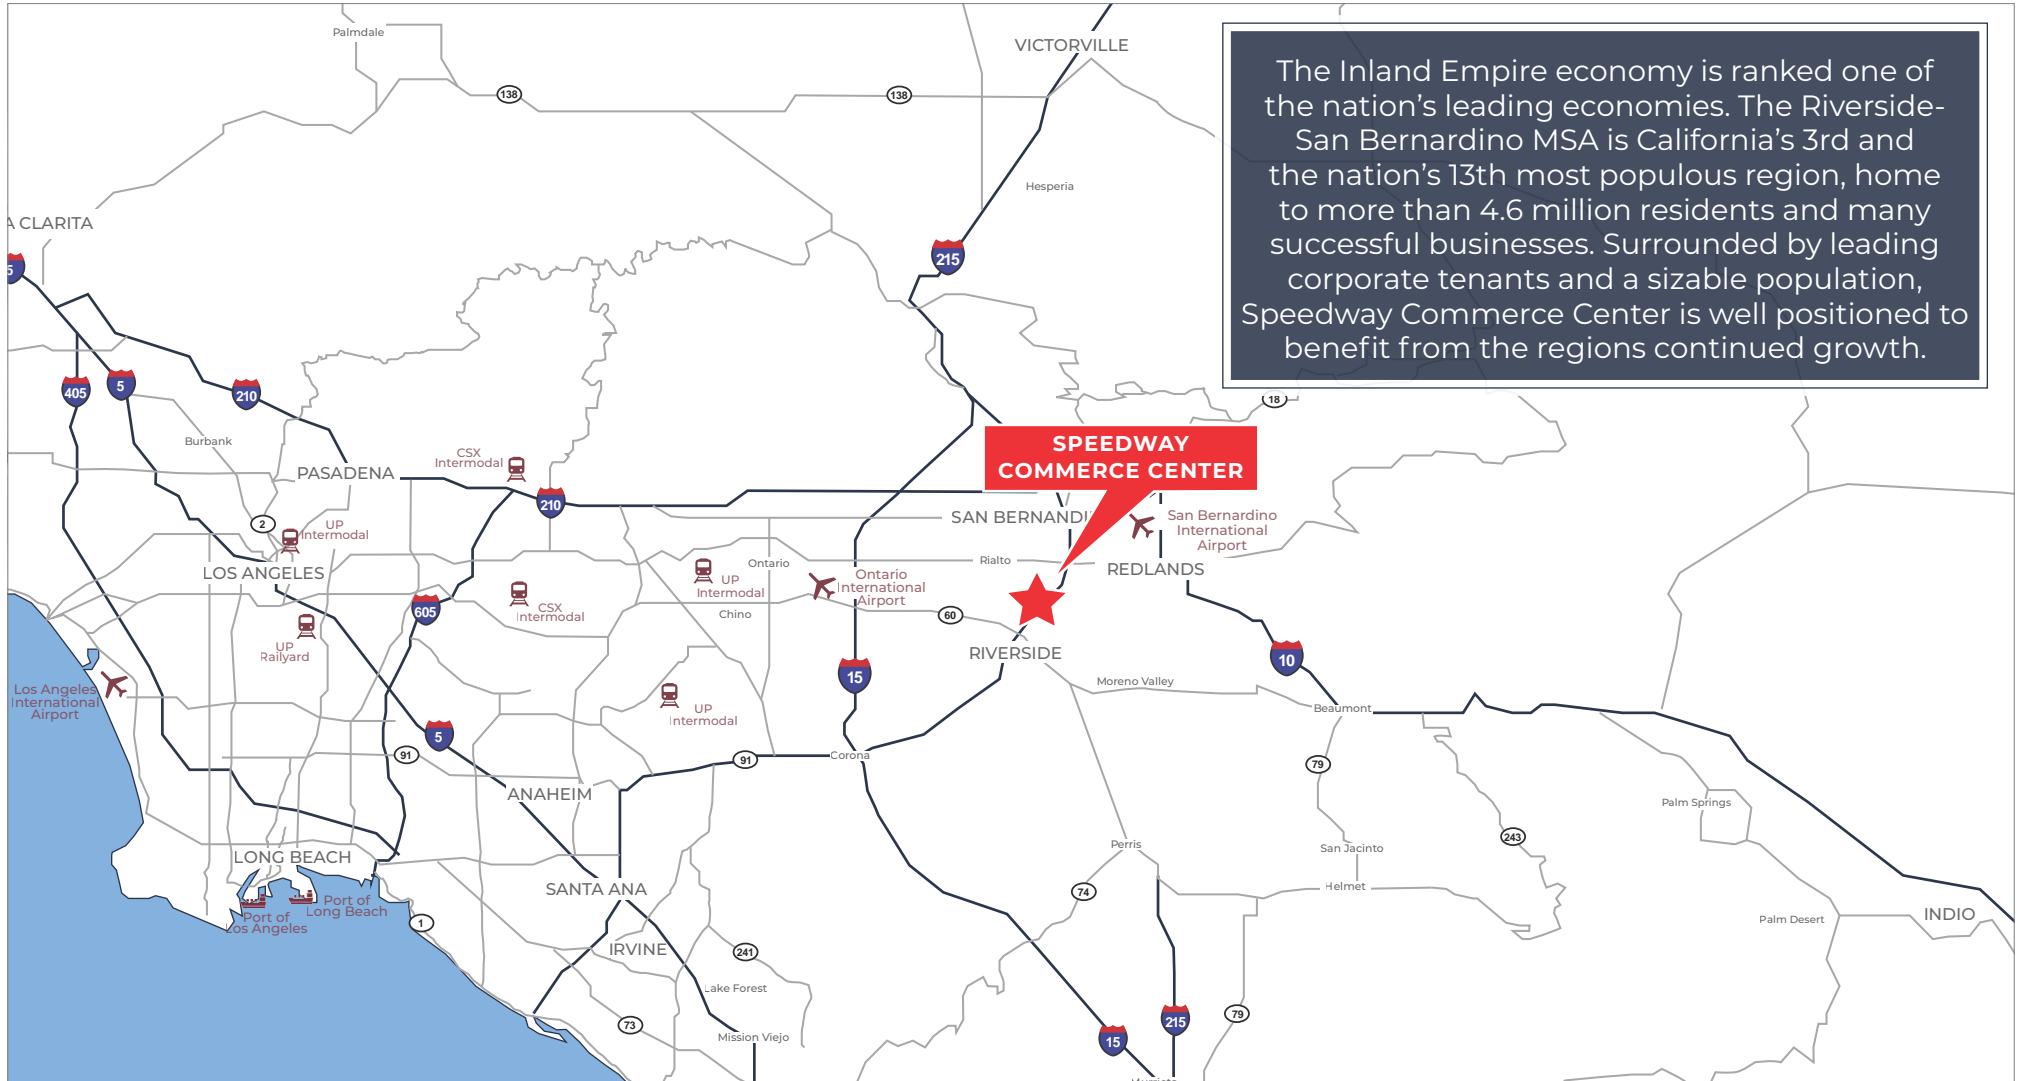 Palmdale
VICTORVILLE
138
138
The Inland Empire economy is ranked one of
the nation's leading economies. The Riverside-
San Bernardino MSA is California's 3rd and
the nation's 13th most populous region, home
to more than 4.6 million residents and many
successful businesses. Surrounded by leading
corporate tenants and a sizable population,
Speedway Commerce Center is well positioned to
benefit from the regions continued growth.
Hesperia
A CLARITA
5
215
405
5
210
18
Burbank
SPEEDWAY
COMMERCE CENTER
PASADENA
CSX
Intermodal
210
2
UP
Intermodal
SAN BERNARDI
San Bernardino
International
Airport
LOS ANGELES
Ontario
Rialto
REDLANDS
UP
Intermodal
Ontario
International
Airport
605
CSX
Intermodal
Chino
60
UP
Railyard
RIVERSIDE
10
15
Moreno Valley
Los Angeles
International
Airport
UP
Intermodal
Beaumont
5
91
91
Corona
79
ANAHEIM
Palm Springs
243
LONG BEACH
Perris
San Jacinto
SANTA ANA
74
Helmet
Port of
Long Beach
Port of
Los Angeles
1
Palm Desert
INDIO
IRVINE
241
Lake Forest
73
Mission Viejo
15
215
79